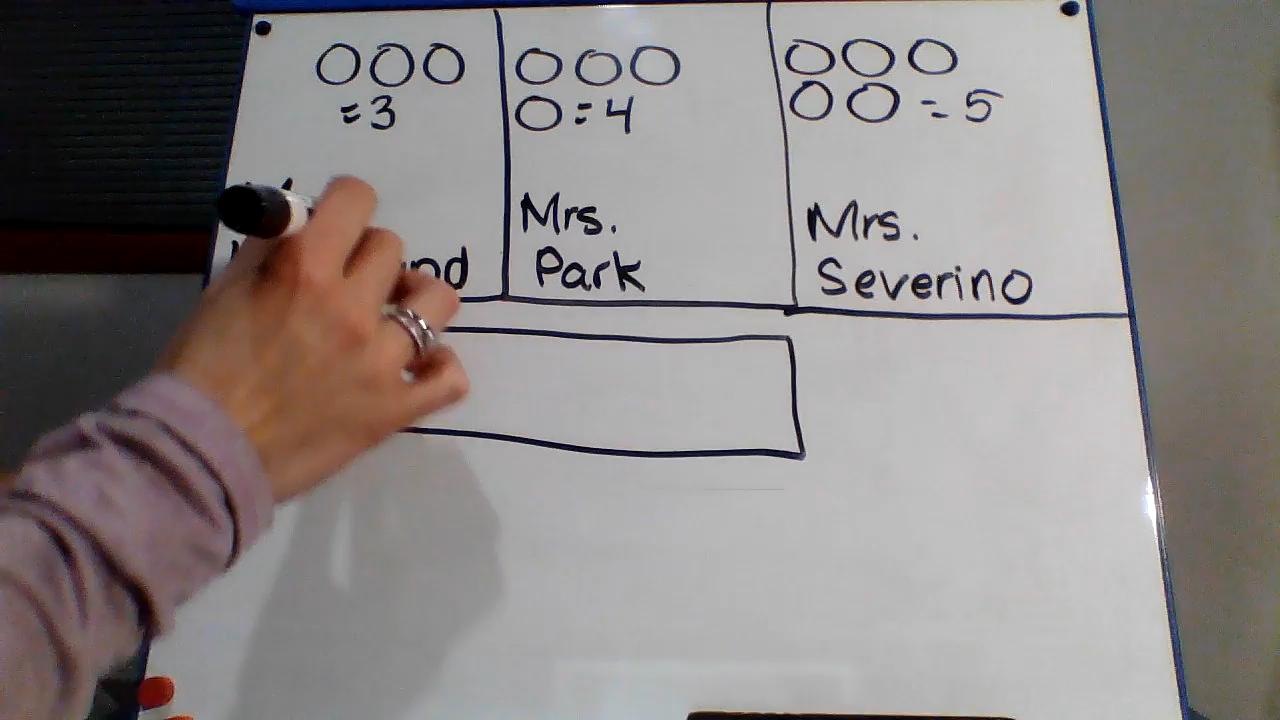 = 3
= 4
= 5
Mrs.
Park
Mrs.
Severino